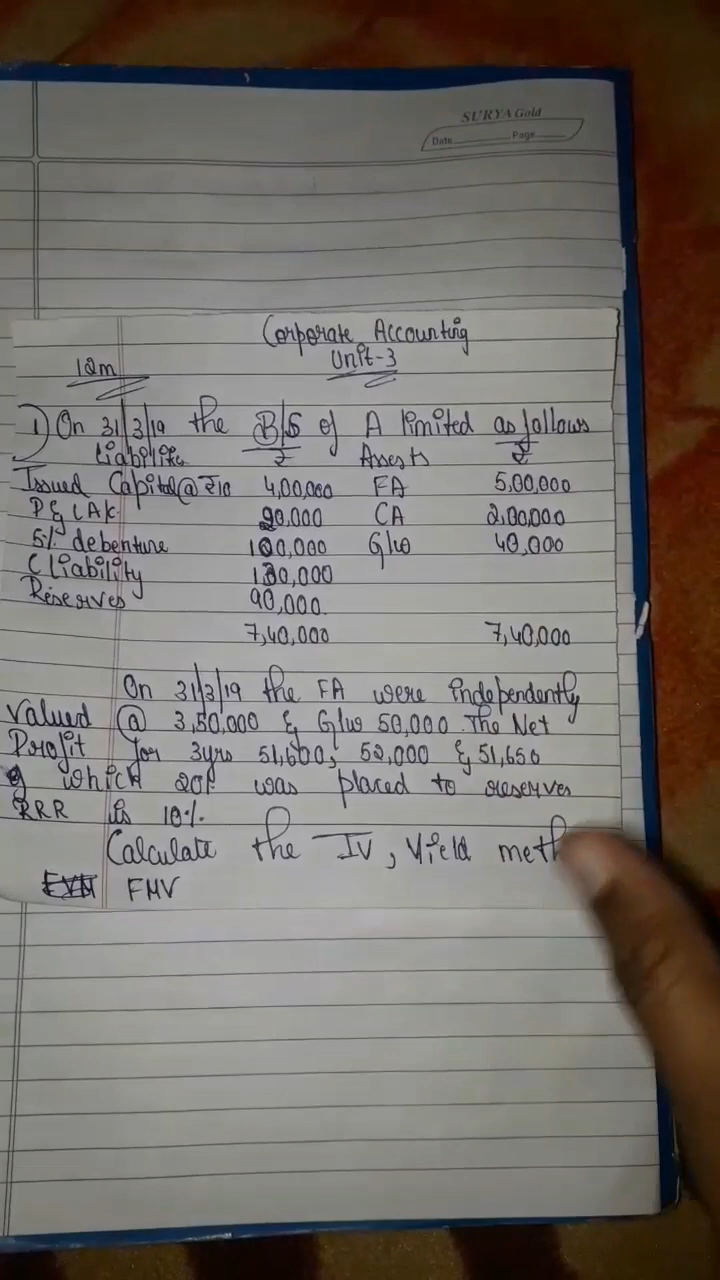 SURYA Gold
Date Page
Corporate Accounting
12m Unit-3
1) On 31/3/19 the B/S of A limited as follows
Liabilities ₹ Assests ₹
Issued Capital@ ₹10 4,00,000 FA 5,00,000
P&L A/c 20,000 CA 2,00,000
5% debenture 100,000 G/w 40,000
C liability 130,000
Reserves 90,000
7,40,000 7,40,000
On 31/3/19 the FA were independently
Valued @ 3,50,000 & G/w 50,000 The Net
Profit for 3yrs 51,600, 52,000 & 51,650
of which 20% was placed to reserves
RRR is 10%.
Calculate the IV, Yield
FMV